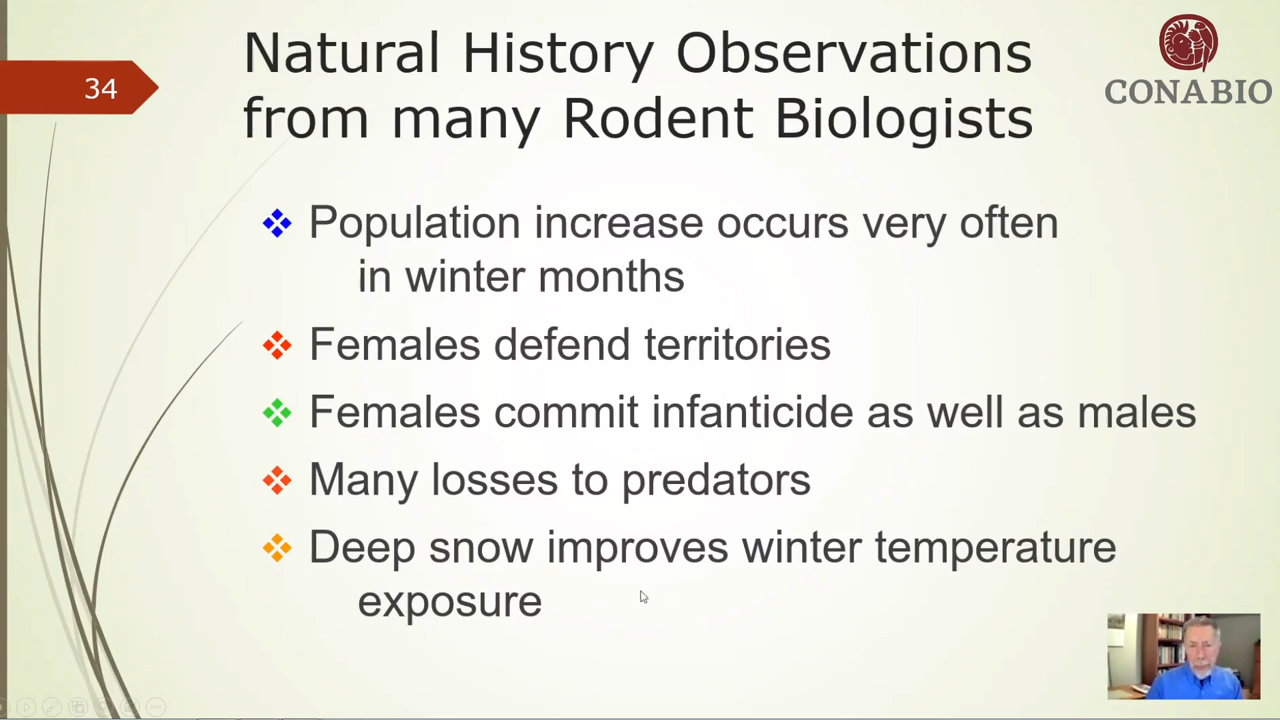 Natural History Observations
from many Rodent Biologists
34
CONABIO
Population increase occurs very often
in winter months
Females defend territories
Females commit infanticide as well as males
Many losses to predators
Deep snow improves winter temperature
exposure